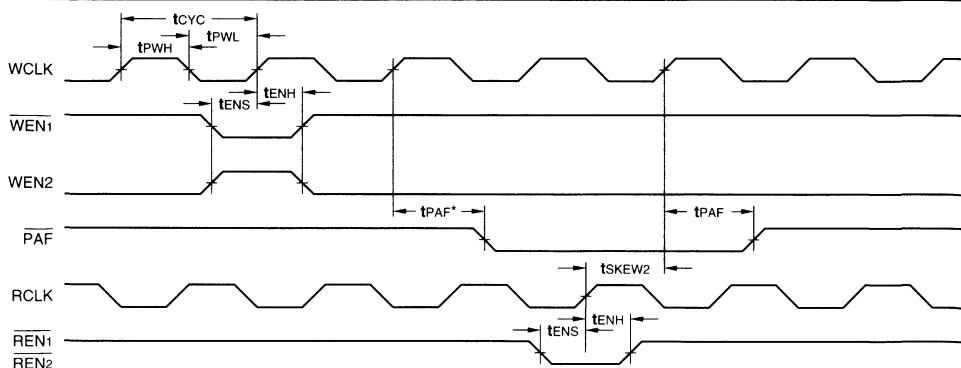 tCYC
tPWH
tPWL
WCLK
tENS
tENH
WEN1
WEN2
tPAF*
tPAF
PAF
tSKEW2
RCLK
tENS
tENH
REN1
REN2